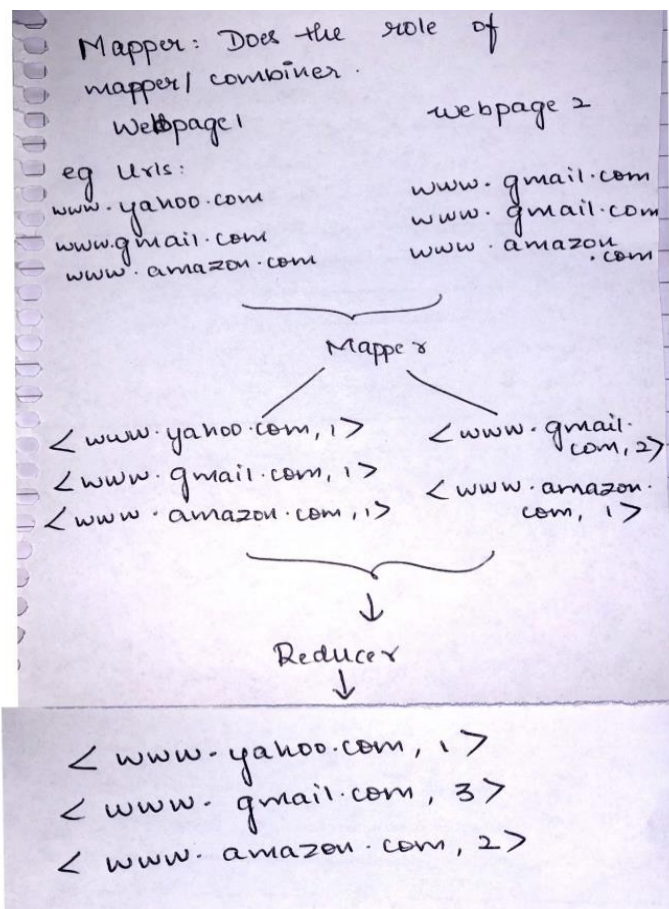 Mapper: Does the role of
mapper/ combiner.
Webpage1
webpage 2
eg Urls:
www.yahoo.com
www.gmail.com
www.amazon.com
www.gmail.com
www.gmail.com
www.amazon
.com
Mapper
<www.yahoo.com, 1>
<www.gmail.com, 1>
<www.amazon.com, 1>
<www.gmail.
com, 2>
<www.amazon.
com, 1>
Reducer
<www.yahoo.com, 1>
<www.gmail.com, 3>
<www.amazon.com, 2>